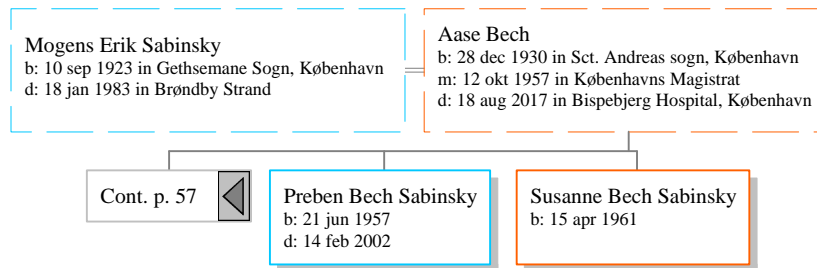 Mogens Erik Sabinsky
b: 10 sep 1923 in Gethsemane Sogn, København
d: 18 jan 1983 in Brøndby Strand
Aase Bech
b: 28 dec 1930 in Sct. Andreas sogn, København
m: 12 okt 1957 in Københavns Magistrat
d: 18 aug 2017 in Bispebjerg Hospital, København
Cont. p. 57
Preben Bech Sabinsky
b: 21 jun 1957
d: 14 feb 2002
Susanne Bech Sabinsky
b: 15 apr 1961